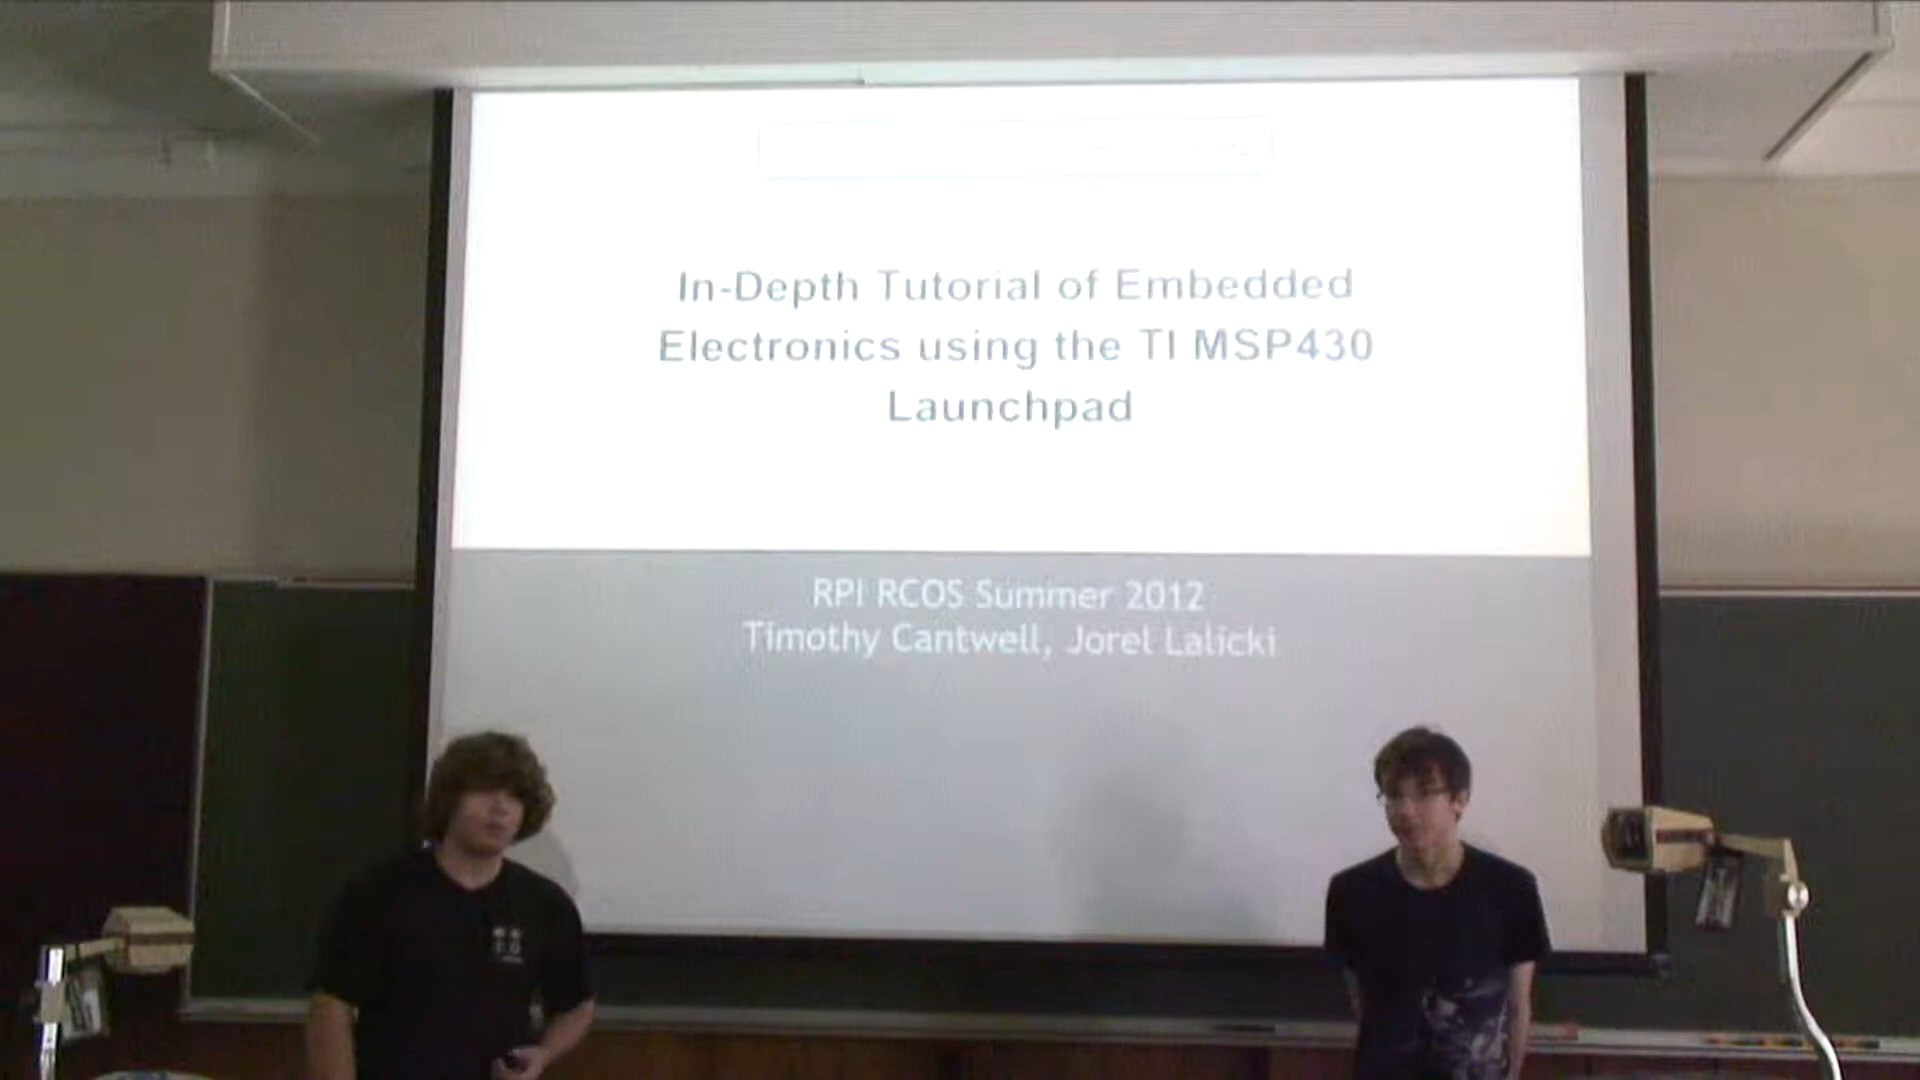 In-Depth Tutorial of Embedded
Electronics using the TI MSP430
Launchpad
RPI RCOS Summer 2012
Timothy Cantwell, Jorel Lalicki